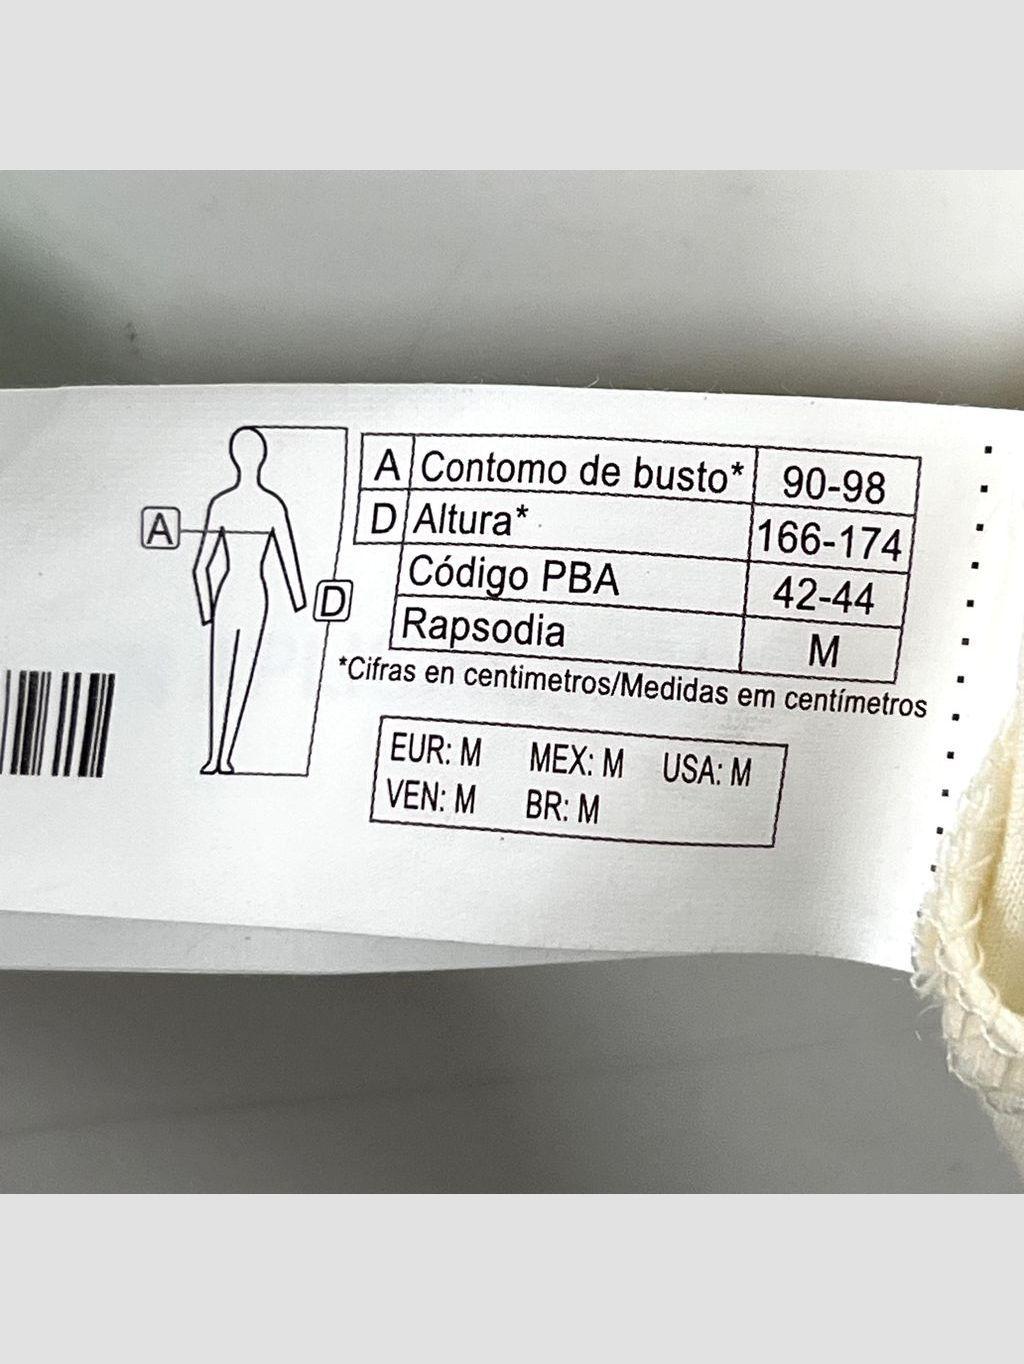 A Contomo de busto* 90-98
D Altura* 166-174
Código PBA 42-44
Rapsodia M
*Cifras en centimetros/Medidas em centímetros
A
D
EUR: M MEX: M USA: M
VEN: M BR: M